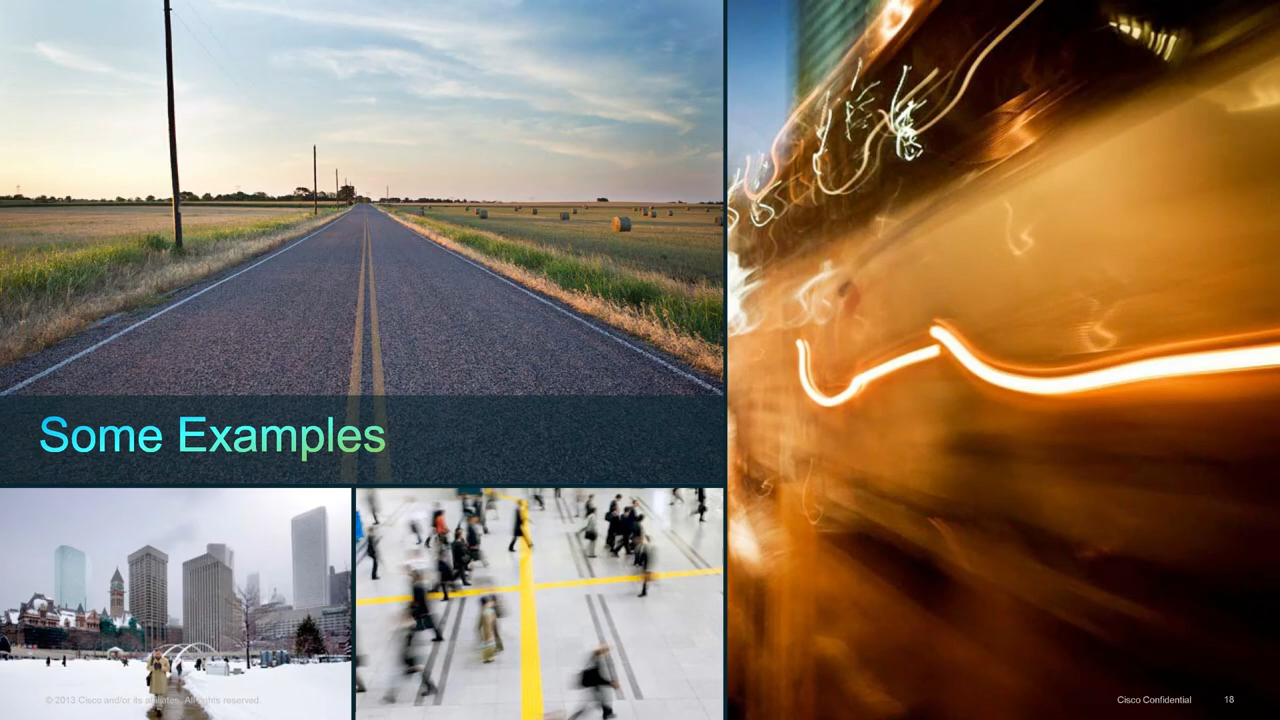 Some Examples
© 2013 Cisco and/or its affiliates. All rights reserved.
Cisco Confidential 18